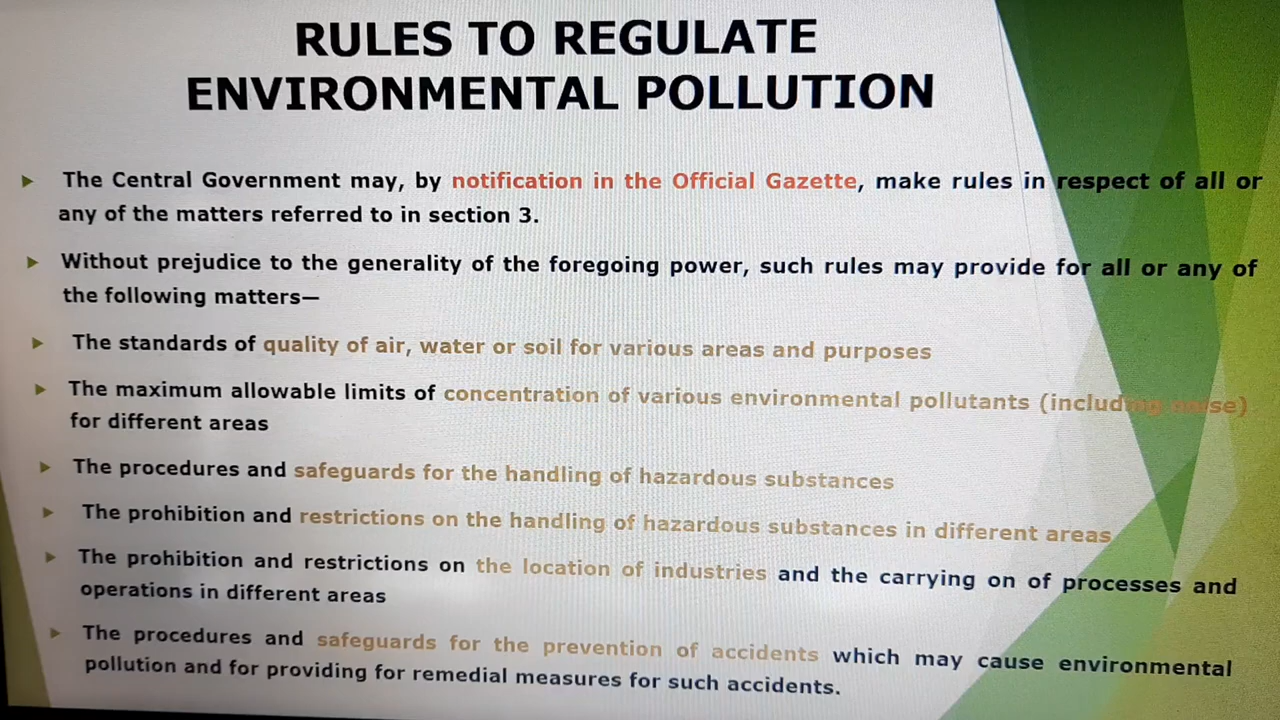 RULES TO REGULATE
ENVIRONMENTAL POLLUTION
The Central Government may, by notification in the Official Gazette, make rules in respect of all or
any of the matters referred to in section 3.
Without prejudice to the generality of the foregoing power, such rules may provide for all or any of
the following matters—
The standards of quality of air, water or soil for various areas and purposes
The maximum allowable limits of concentration of various environmental pollutants (including noise)
for different areas
The procedures and safeguards for the handling of hazardous substances
The prohibition and restrictions on the handling of hazardous substances in different areas
The prohibition and restrictions on the location of industries and the carrying on of processes and
operations in different areas
The procedures and safeguards for the prevention of accidents which may cause environmental
pollution and for providing for remedial measures for such accidents.